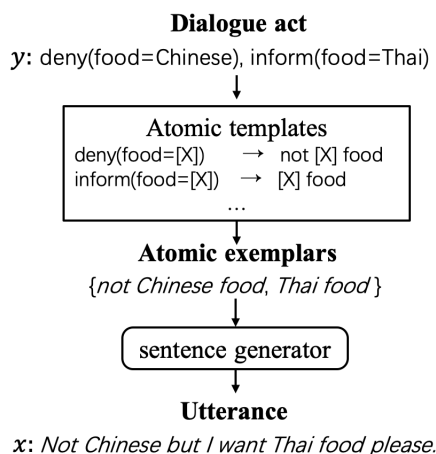 Dialogue act
y: deny(food=Chinese), inform(food=Thai)
Atomic templates
deny(food=[X]) → not [X] food
inform(food=[X]) → [X] food
...
Atomic exemplars
{not Chinese food, Thai food }
sentence generator
Utterance
x: Not Chinese but I want Thai food please.